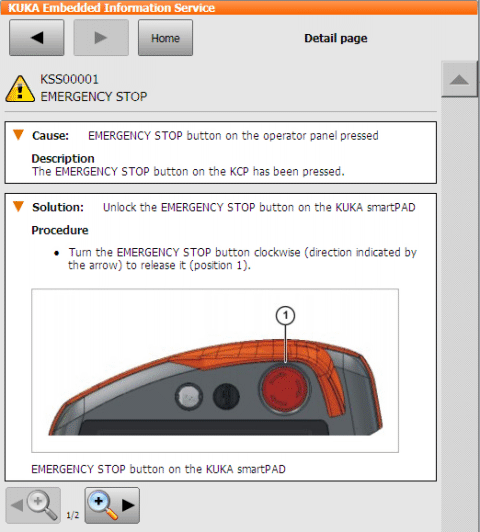 KUKA Embedded Information Service
Home
Detail page
KSS00001
EMERGENCY STOP
Cause: EMERGENCY STOP button on the operator panel pressed
Description
The EMERGENCY STOP button on the KCP has been pressed.
Solution: Unlock the EMERGENCY STOP button on the KUKA smartPAD
Procedure
• Turn the EMERGENCY STOP button clockwise (direction indicated by
the arrow) to release it (position 1).
1
EMERGENCY STOP button on the KUKA smartPAD
1/2